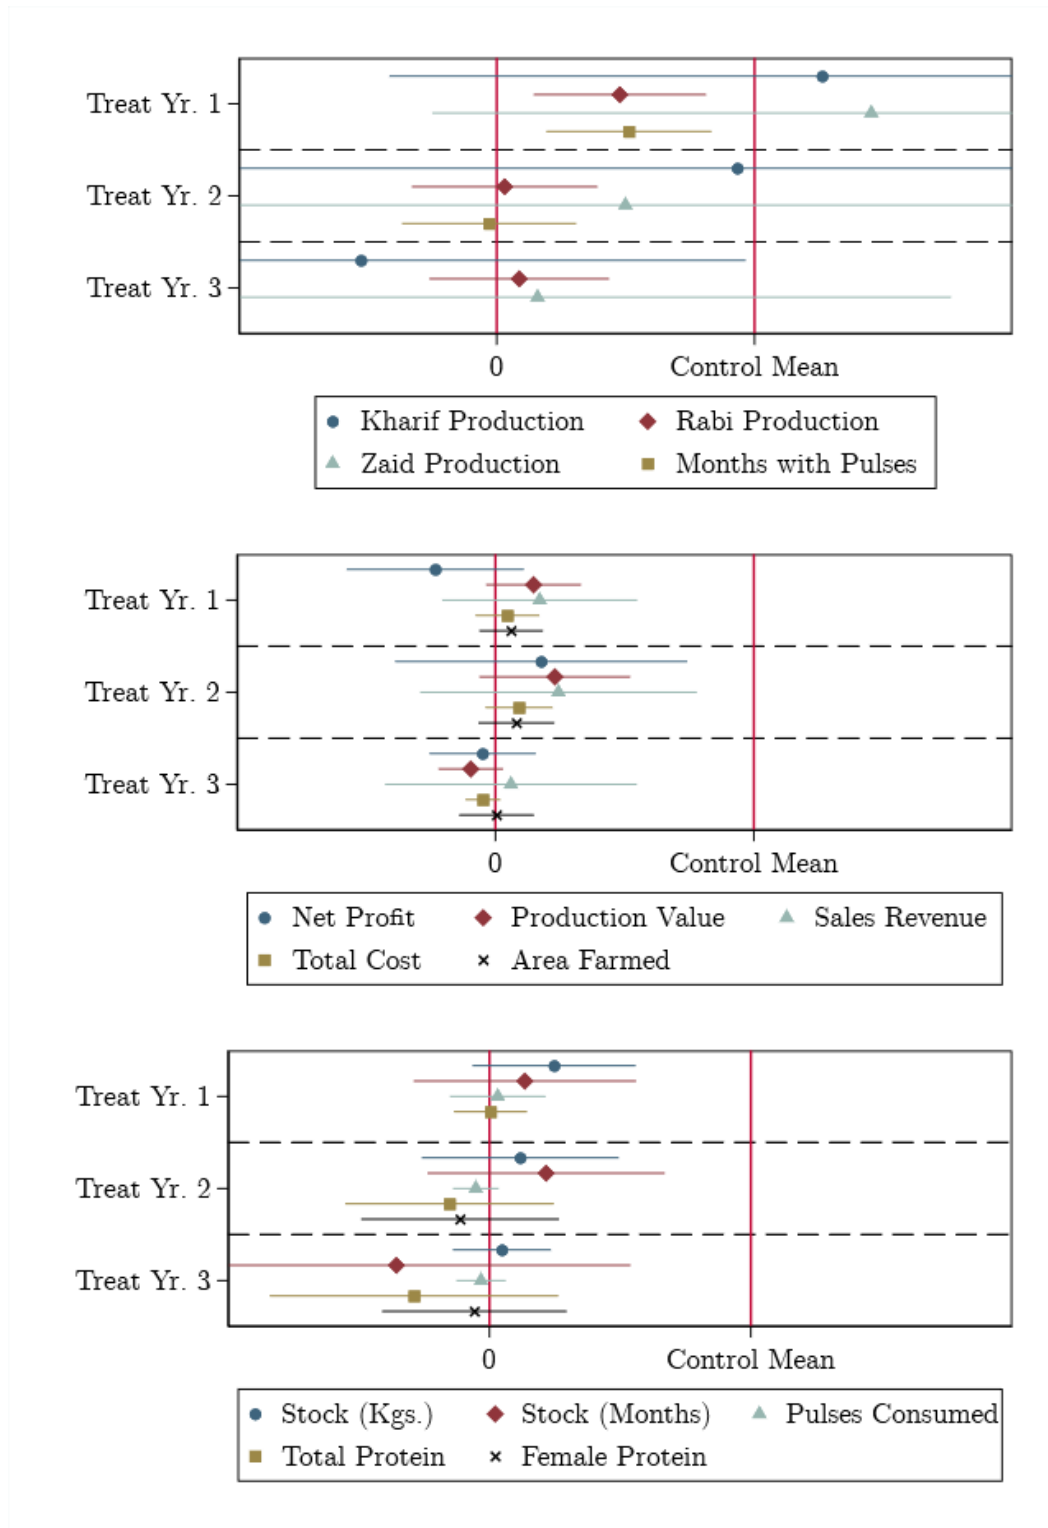 Treat Yr. 1
Treat Yr. 2
Treat Yr. 3
0 Control Mean
Kharif Production Rabi Production
Zaid Production Months with Pulses
Treat Yr. 1
Treat Yr. 2
Treat Yr. 3
0 Control Mean
Net Profit Production Value Sales Revenue
Total Cost Area Farmed
Treat Yr. 1
Treat Yr. 2
Treat Yr. 3
0 Control Mean
Stock (Kgs.) Stock (Months) Pulses Consumed
Total Protein Female Protein